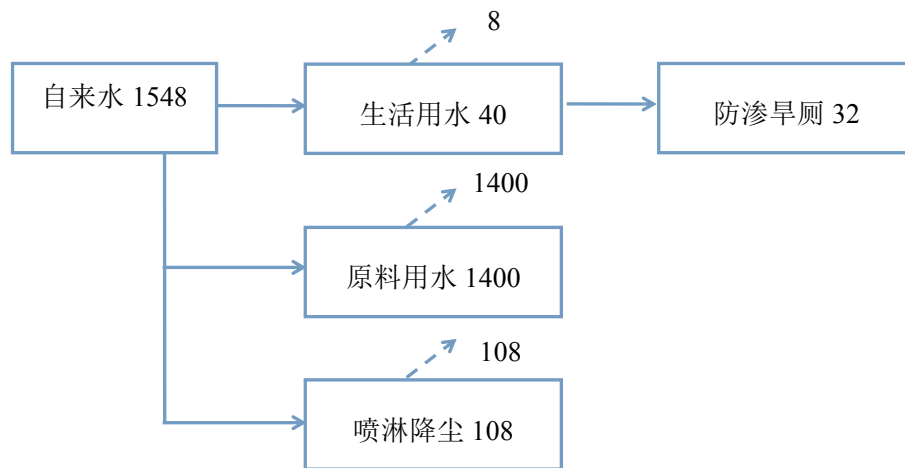 8
自来水 1548
生活用水 40
防渗旱厕 32
1400
原料用水 1400
108
喷淋降尘 108